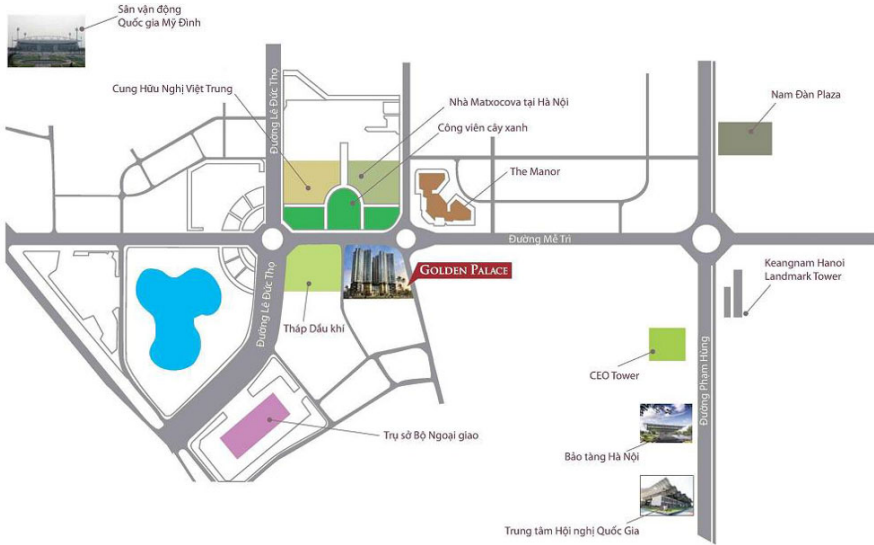 Sân vận động
Quốc gia Mỹ Đình
Cung Hữu Nghị Việt Trung
Đường Lê Đức Thọ
Nhà Matxocova tại Hà Nội
Công viên cây xanh
Nam Đàn Plaza
The Manor
Đường Mễ Trì
GOLDEN PALACE
Keangnam Hanoi
Landmark Tower
Đường Lê Đức Thọ
Tháp Dầu khí
CEO Tower
Đường Phạm Hùng
Trụ sở Bộ Ngoại giao
Bảo tàng Hà Nội
Trung tâm Hội nghị Quốc Gia